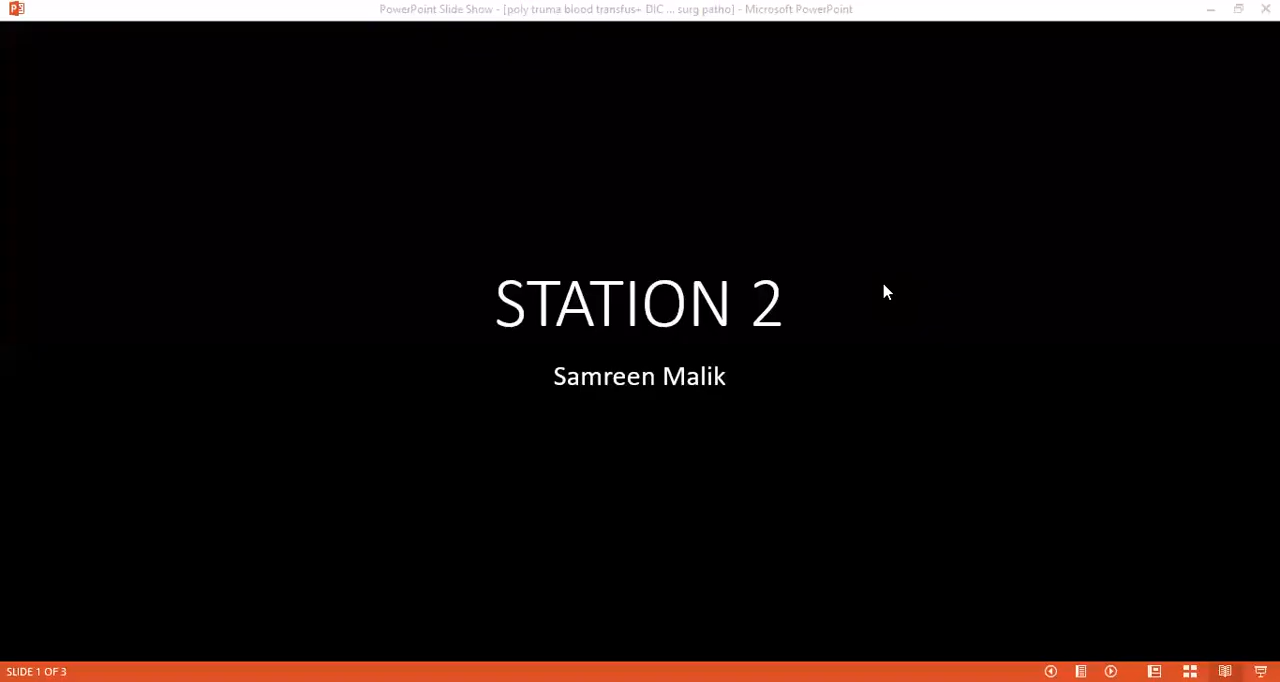 PowerPoint Slide Show - [poly truma blood transfus+ DIC ... surg patho] - Microsoft PowerPoint
STATION 2
Samreen Malik
SLIDE 1 OF 3